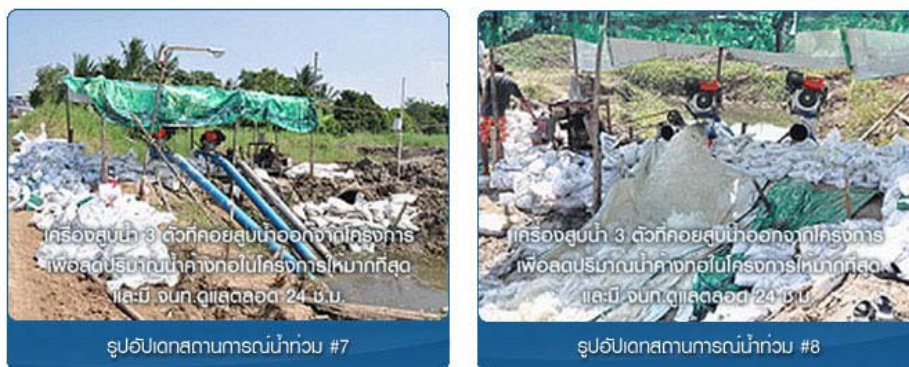 เครื่องสูบน้ำ 3 ตัวที่คอยสูบน้ำออกจากโครงการ
เพื่อลดปริมาณน้ำค้างท่อในโครงการให้มากที่สุด
และมี จนท.ดูแลตลอด 24 ช.ม.
รูปอัปเดทสถานการณ์น้ำท่วม #7
เครื่องสูบน้ำ 3 ตัวที่คอยสูบน้ำออกจากโครงการ
เพื่อลดปริมาณน้ำค้างท่อในโครงการให้มากที่สุด
และมี จนท.ดูแลตลอด 24 ช.ม.
รูปอัปเดทสถานการณ์น้ำท่วม #8